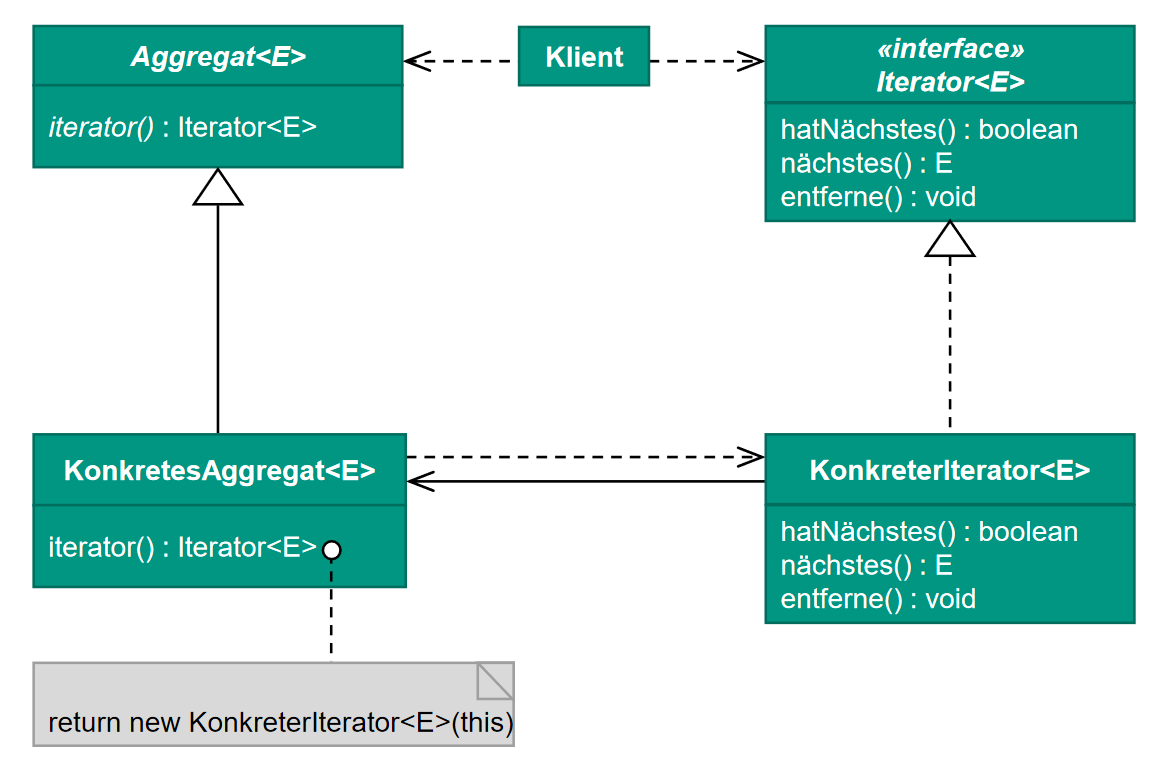 Aggregat<E>
iterator() : Iterator<E>
Klient
«interface»
Iterator<E>
hatNächstes() : boolean
nächstes() : E
entferne() : void
KonkretesAggregat<E>
iterator() : Iterator<E>
KonkreterIterator<E>
hatNächstes() : boolean
nächstes() : E
entferne() : void
return new KonkreterIterator<E>(this)